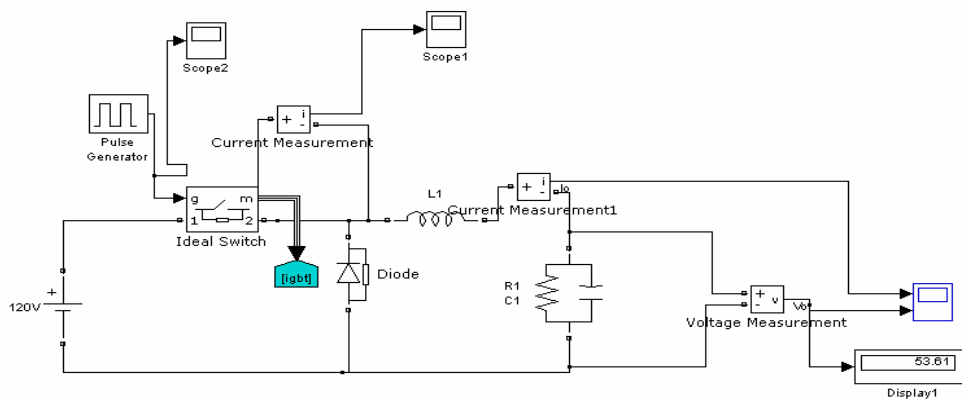 Scope2
Scope1
Pulse
Generator
+ i
-
Current Measurement
g m
1 2
Ideal Switch
[igbt]
L1
+ i
-
Io
Current Measurement1
Diode
+
120V
R1
C1
+
- v
Vo
Voltage Measurement
53.61
Display1